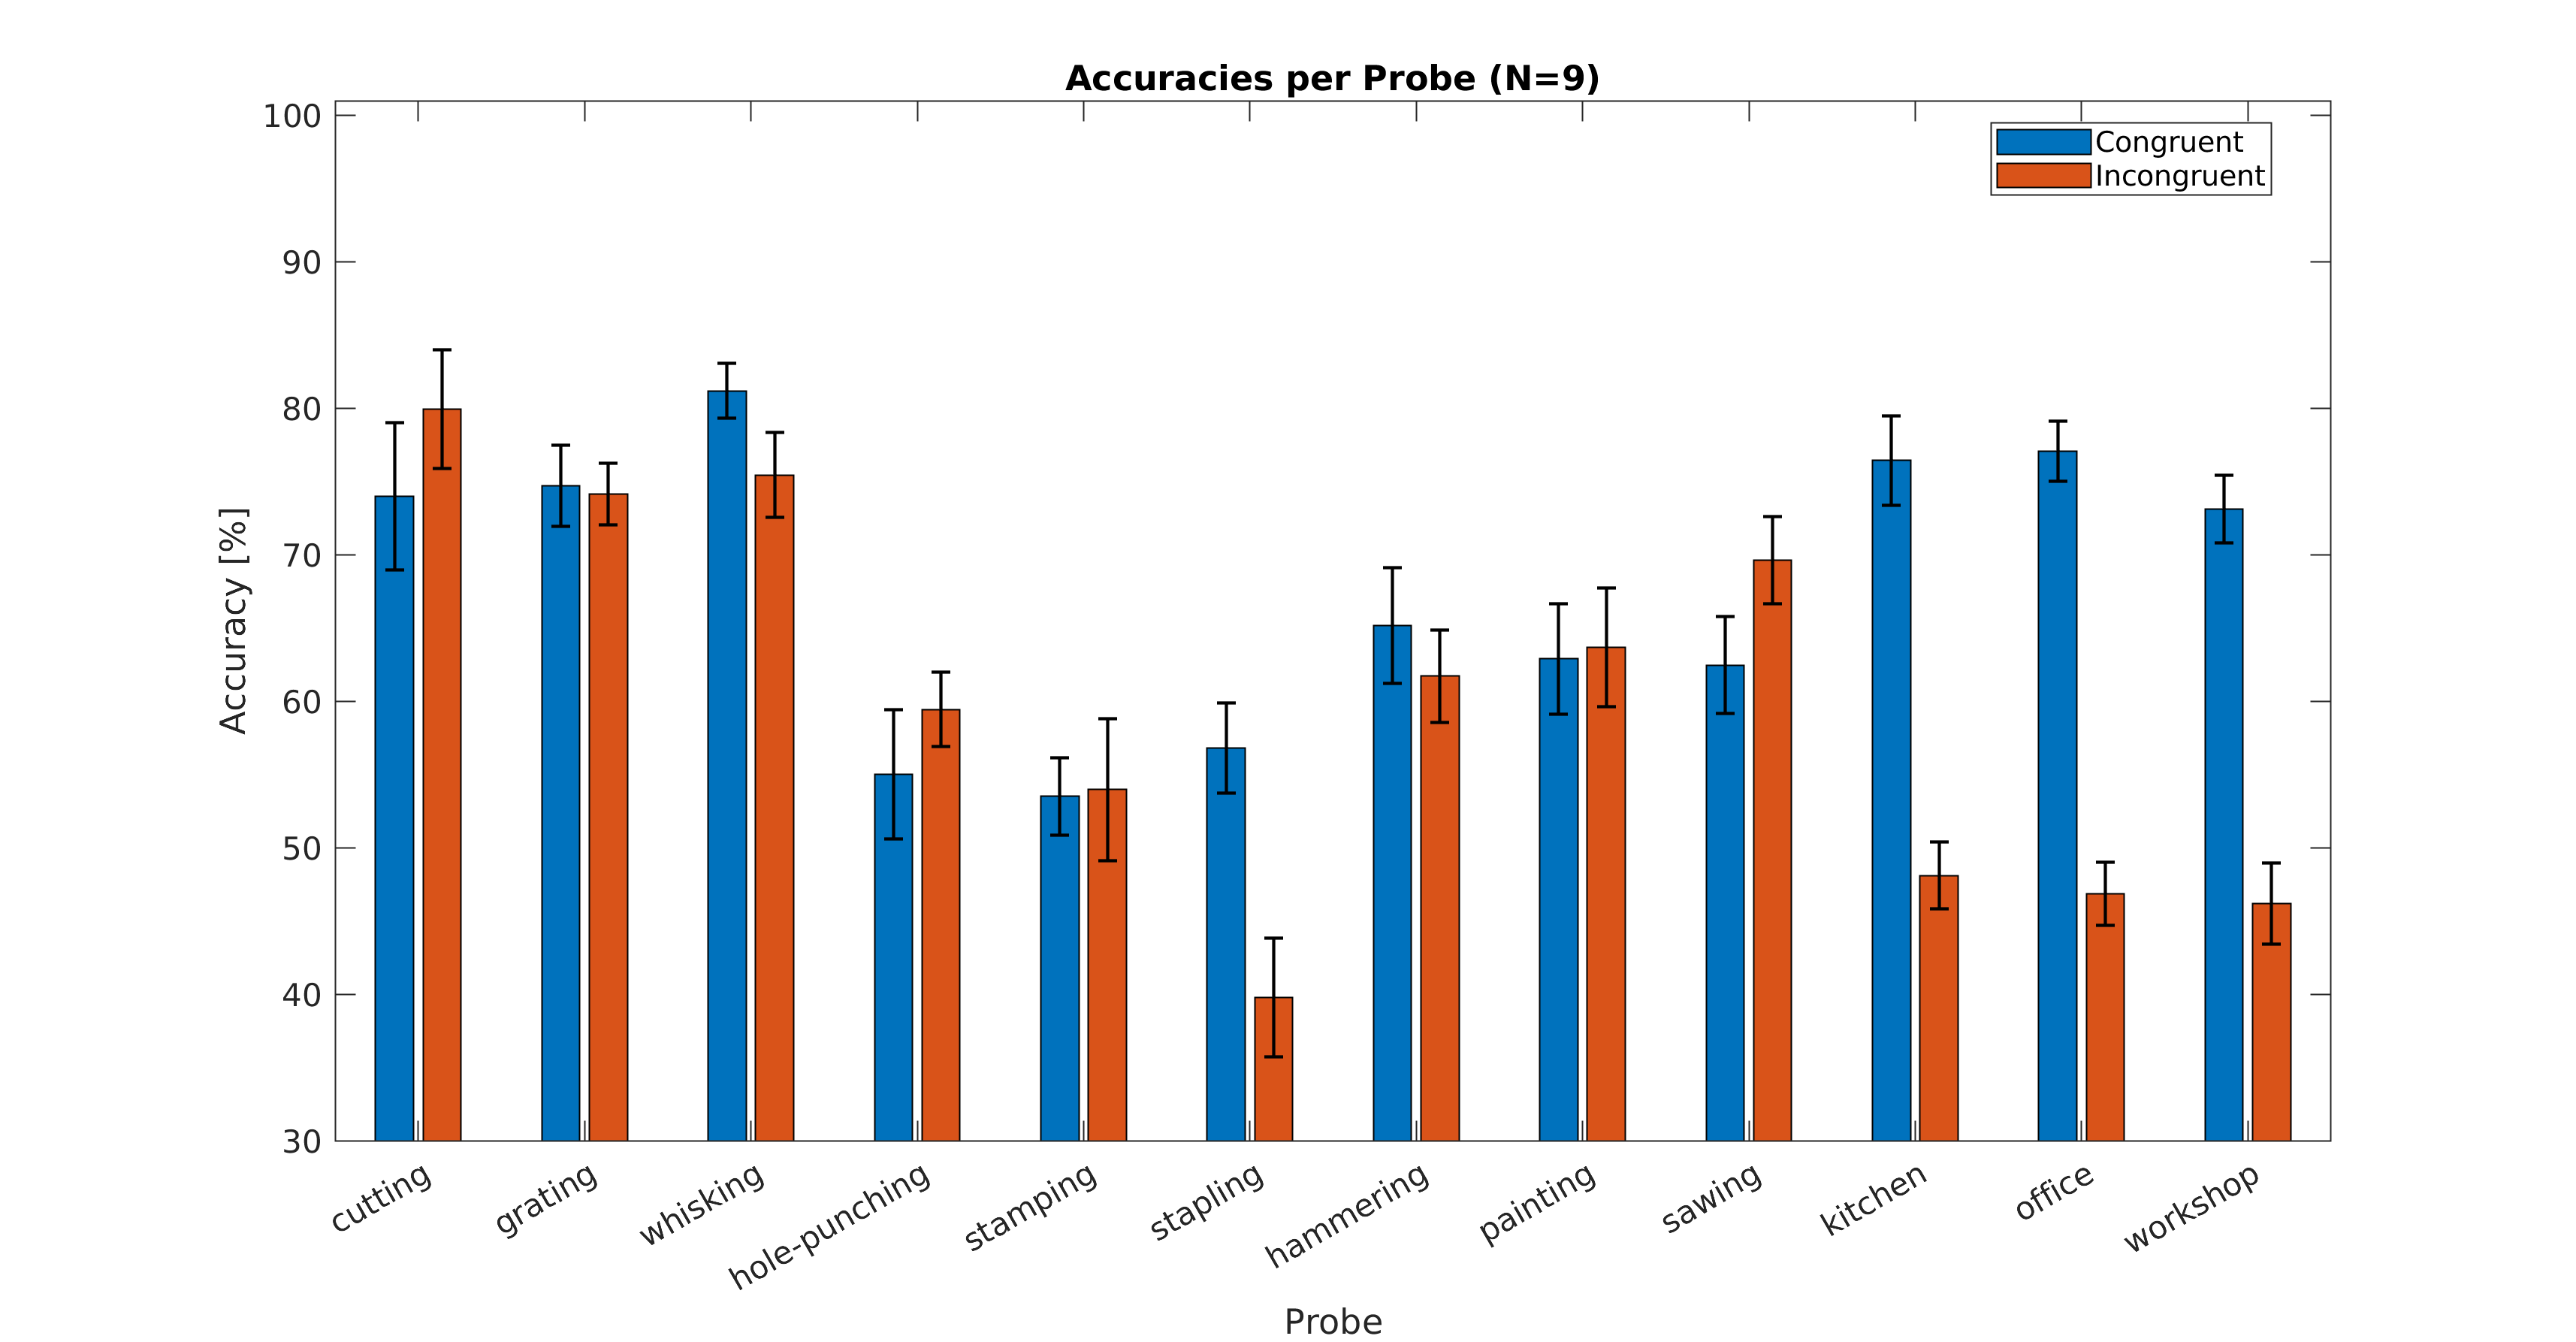 Accuracies per Probe (N=9)
Congruent
Incongruent
Accuracy [%]
100
90
80
70
60
50
40
30
cutting
grating
whisking
hole-punching
stamping
stapling
hammering
painting
sawing
kitchen
office
workshop
Probe